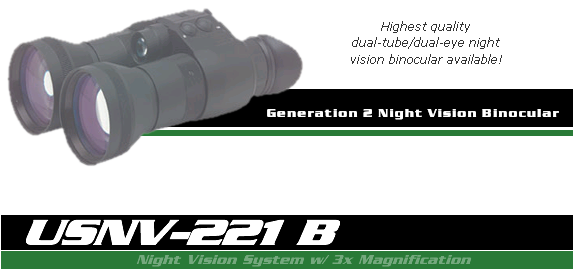 Highest quality
dual-tube/dual-eye night
vision binocular available!
Generation 2 Night Vision Binocular
USNV-221 B
Night Vision System w/ 3x Magnification